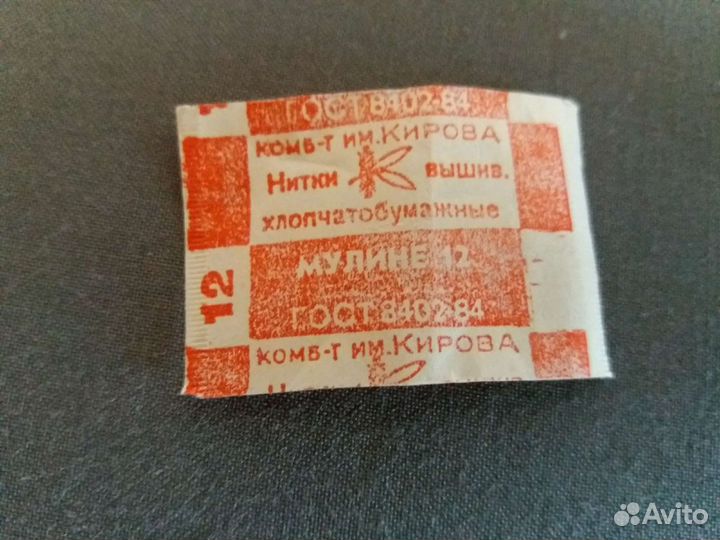 ГОСТ 8402-84
КОМБ-Т ИМ. КИРОВА
Нитки вышив.
хлопчатобумажные
МУЛИНЕ 12
ГОСТ 8402-84
12
КОМБ-Т ИМ. КИРОВА
Avito